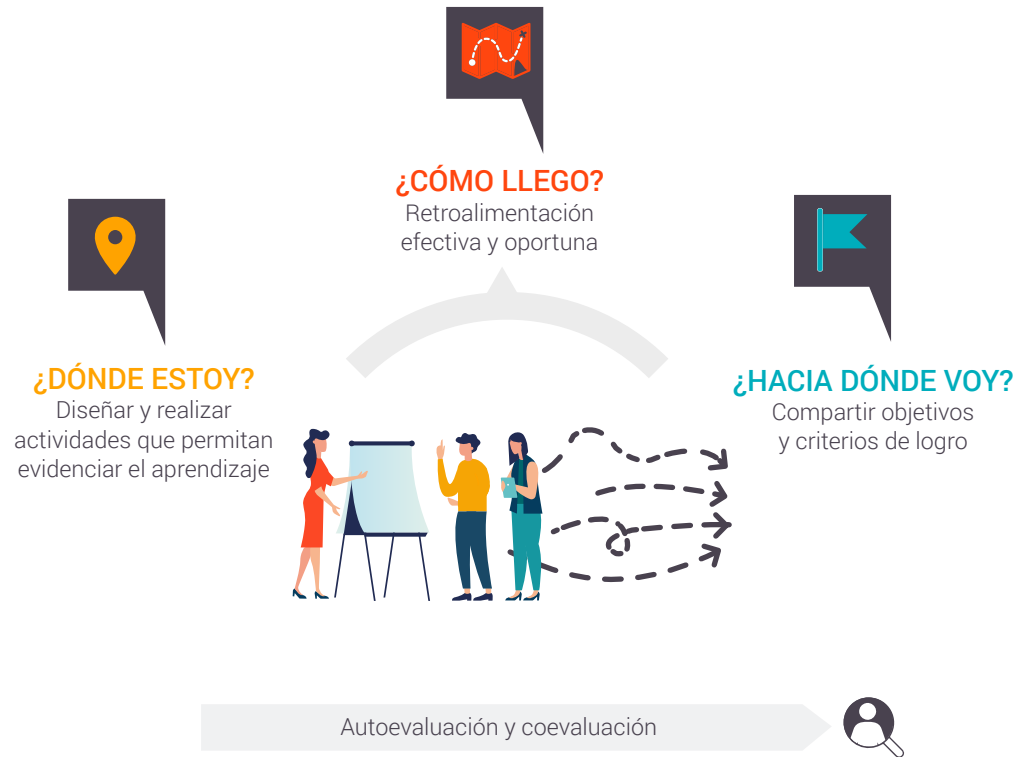 ¿CÓMO LLEGO?
Retroalimentación
efectiva y oportuna
¿DÓNDE ESTOY?
Diseñar y realizar
actividades que permitan
evidenciar el aprendizaje
¿HACIA DÓNDE VOY?
Compartir objetivos
y criterios de logro
Autoevaluación y coevaluación